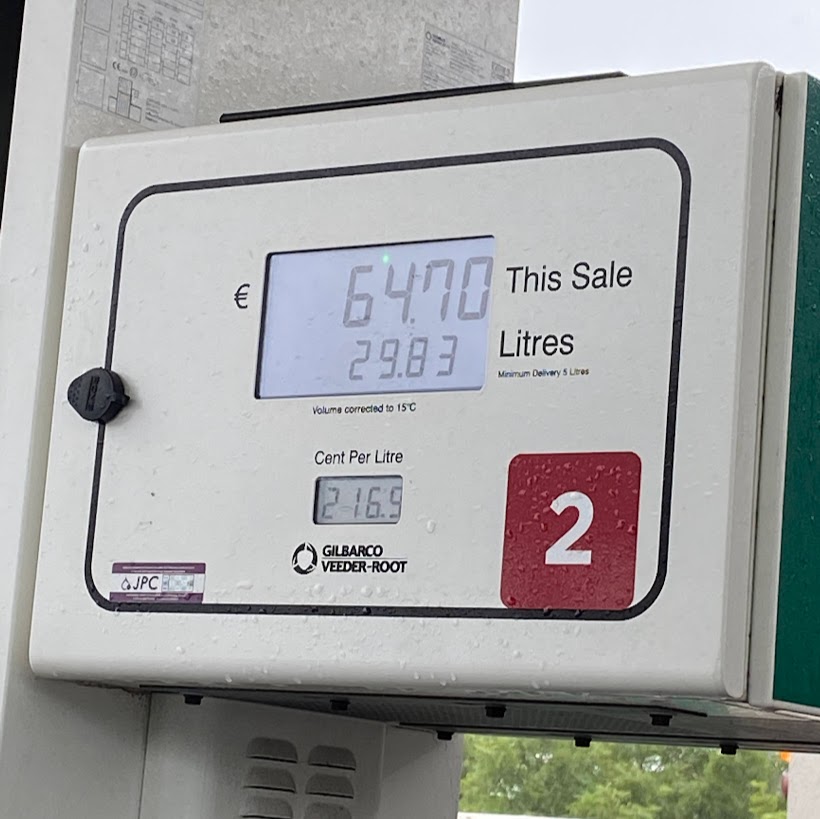 € 64.70 This Sale
29.83 Litres
Minimum Delivery 5 Litres
Volume corrected to 15°C
Cent Per Litre
216.9
2
GILBARCO
VEEDER-ROOT
JPC